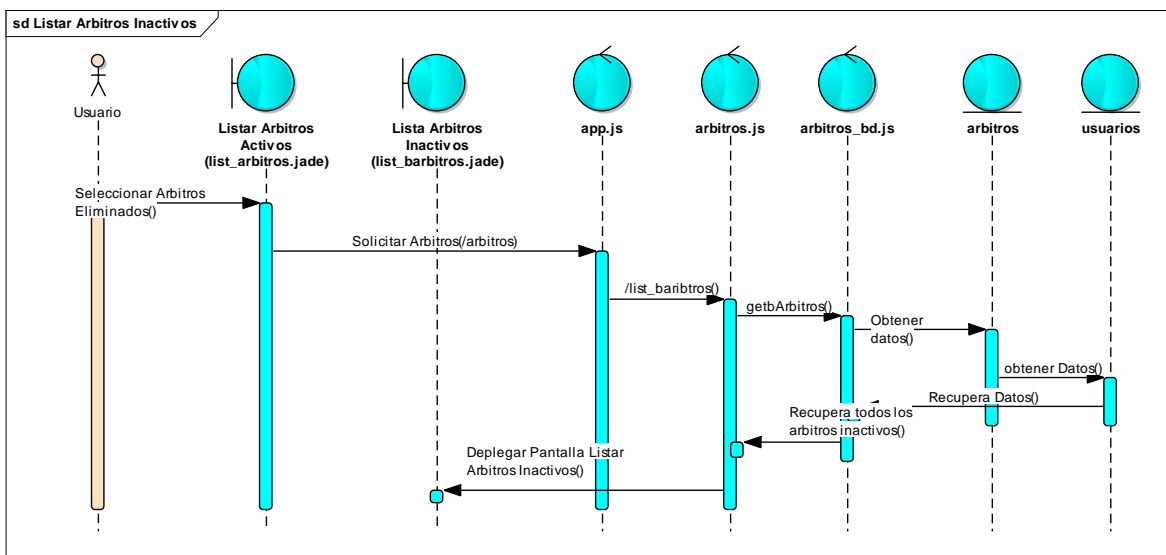 sd Listar Arbitros Inactivos
Usuario
Listar Arbitros
Activos
(list_arbitros.jade)
Lista Arbitros
Inactivos
(list_barbitros.jade)
app.js
arbitros.js
arbitros_bd.js
arbitros
usuarios
Seleccionar Arbitros
Eliminados()
Solicitar Arbitros(/arbitros)
/list_baribtros()
getbArbitros()
Obtener
datos()
obtener Datos()
Recupera Datos()
Recupera todos los
arbitros inactivos()
Deplegar Pantalla Listar
Arbitros Inactivos()